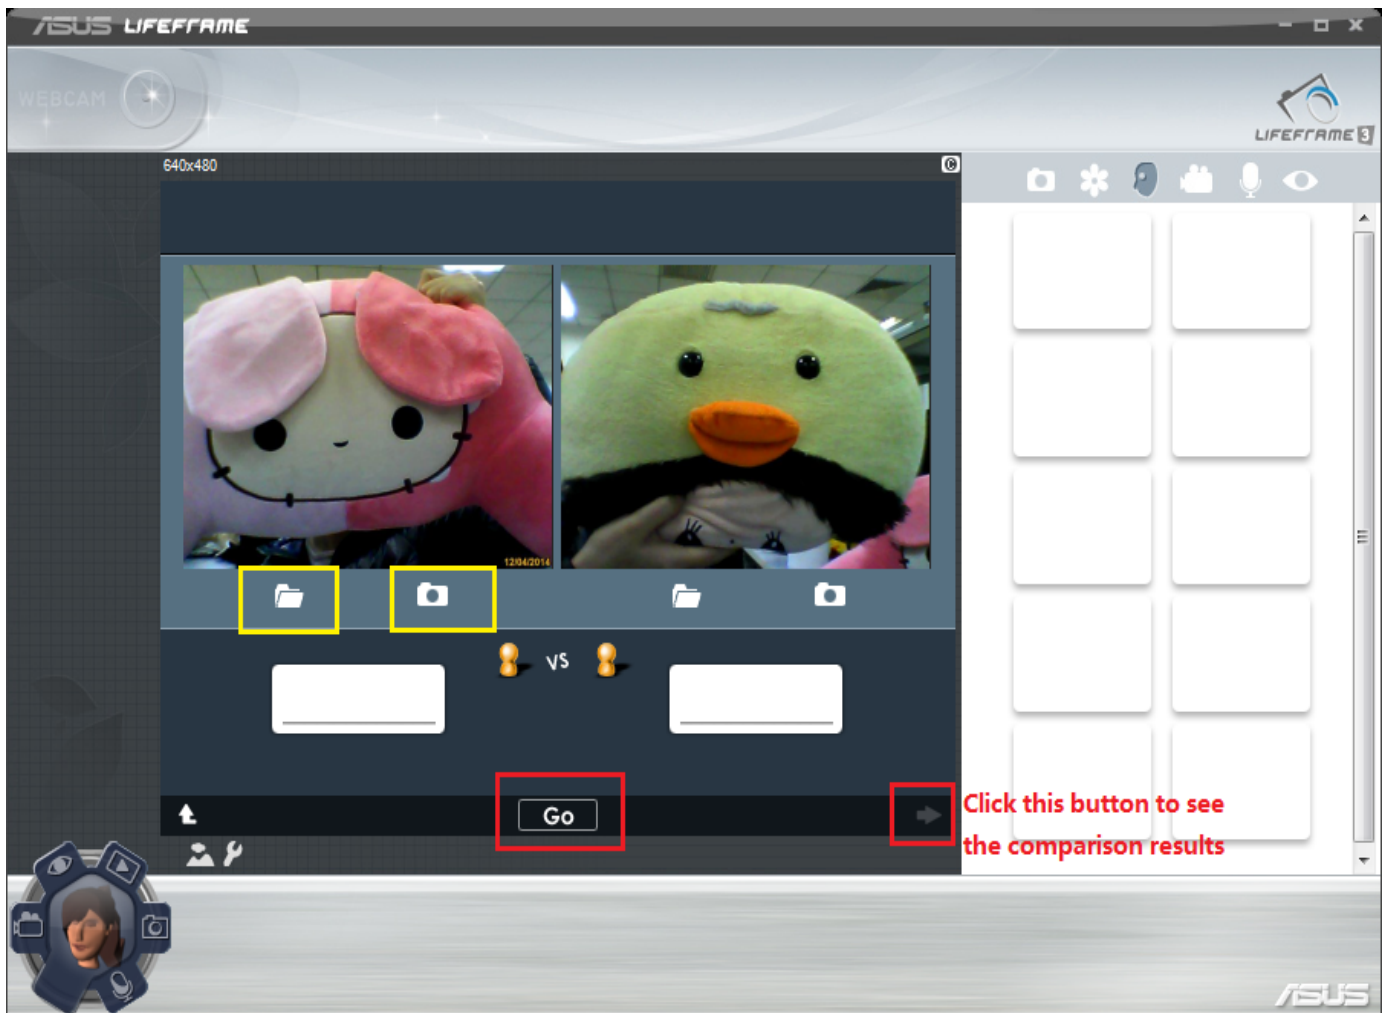 ASUS LIFEFRAME
WEBCAM
LIFEFRAME 3
640x480
12/04/2014
VS
Go
Click this button to see
the comparison results
ASUS